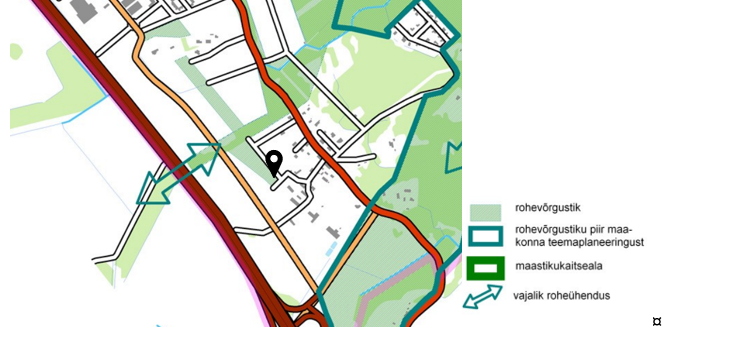 rohevõrgustik
rohevõrgustiku piir maa-
konna teemaplaneeringust
maastikukaitseala
vajalik roheühendus
¤